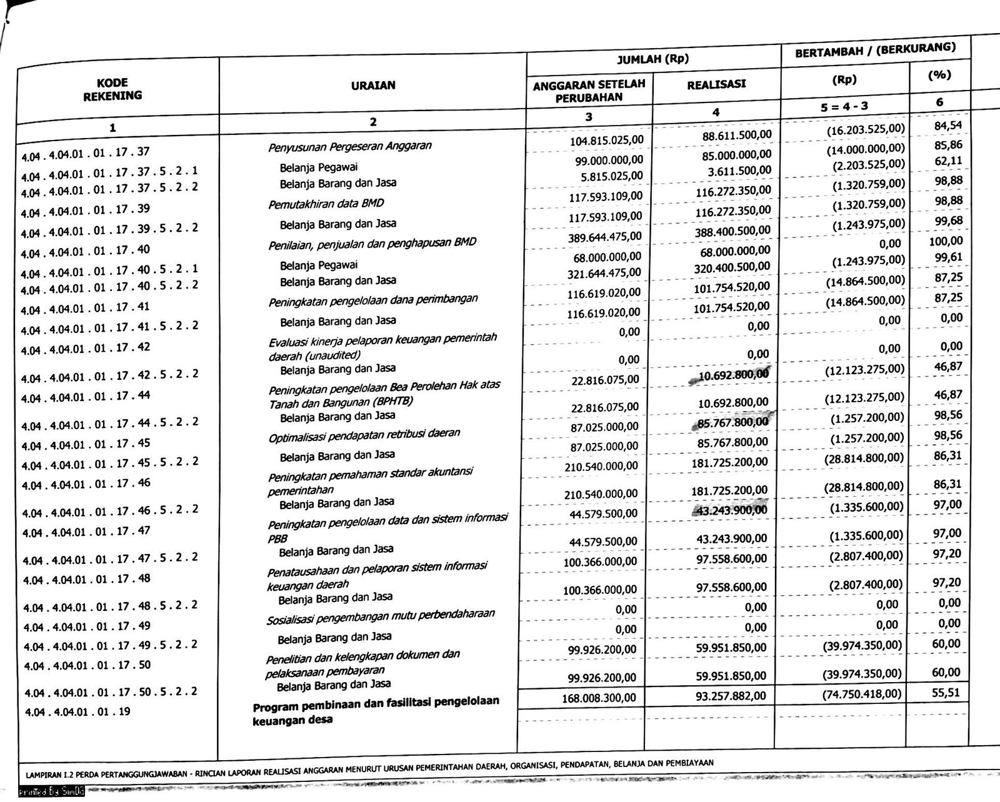 KODE REKENING | URAIAN | JUMLAH (Rp) | BERTAMBAH / (BERKURANG)
ANGGARAN SETELAH PERUBAHAN | REALISASI | (Rp) | (%)
1 | 2 | 3 | 4 | 5 = 4 - 3 | 6
4.04 . 4.04.01 . 01 . 17 . 37 | Penyusunan Pergeseran Anggaran | 104.815.025,00 | 88.611.500,00 | (16.203.525,00) | 84,54
4.04 . 4.04.01 . 01 . 17 . 37 . 5 . 2 . 1 | Belanja Pegawai | 99.000.000,00 | 85.000.000,00 | (14.000.000,00) | 85,86
4.04 . 4.04.01 . 01 . 17 . 37 . 5 . 2 . 2 | Belanja Barang dan Jasa | 5.815.025,00 | 3.611.500,00 | (2.203.525,00) | 62,11
4.04 . 4.04.01 . 01 . 17 . 39 | Pemutakhiran data BMD | 117.593.109,00 | 116.272.350,00 | (1.320.759,00) | 98,88
4.04 . 4.04.01 . 01 . 17 . 39 . 5 . 2 . 2 | Belanja Barang dan Jasa | 117.593.109,00 | 116.272.350,00 | (1.320.759,00) | 98,88
4.04 . 4.04.01 . 01 . 17 . 40 | Penilaian, penjualan dan penghapusan BMD | 389.644.475,00 | 388.400.500,00 | (1.243.975,00) | 99,68
4.04 . 4.04.01 . 01 . 17 . 40 . 5 . 2 . 1 | Belanja Pegawai | 68.000.000,00 | 68.000.000,00 | 0,00 | 100,00
4.04 . 4.04.01 . 01 . 17 . 40 . 5 . 2 . 2 | Belanja Barang dan Jasa | 321.644.475,00 | 320.400.500,00 | (1.243.975,00) | 99,61
4.04 . 4.04.01 . 01 . 17 . 41 | Peningkatan pengelolaan dana perimbangan | 116.619.020,00 | 101.754.520,00 | (14.864.500,00) | 87,25
4.04 . 4.04.01 . 01 . 17 . 41 . 5 . 2 . 2 | Belanja Barang dan Jasa | 116.619.020,00 | 101.754.520,00 | (14.864.500,00) | 87,25
4.04 . 4.04.01 . 01 . 17 . 42 | Evaluasi kinerja pelaporan keuangan pemerintah | 0,00 | 0,00 | 0,00 | 0,00
daerah (unaudited)
4.04 . 4.04.01 . 01 . 17 . 42 . 5 . 2 . 2 | Belanja Barang dan Jasa | 0,00 | 0,00 | 0,00 | 0,00
4.04 . 4.04.01 . 01 . 17 . 44 | Peningkatan pengelolaan Bea Perolehan Hak atas | 22.816.075,00 | 10.692.800,00 | (12.123.275,00) | 46,87
Tanah dan Bangunan (BPHTB)
4.04 . 4.04.01 . 01 . 17 . 44 . 5 . 2 . 2 | Belanja Barang dan Jasa | 22.816.075,00 | 10.692.800,00 | (12.123.275,00) | 46,87
4.04 . 4.04.01 . 01 . 17 . 45 | Optimalisasi pendapatan retribusi daeran | 87.025.000,00 | 85.767.800,00 | (1.257.200,00) | 98,56
4.04 . 4.04.01 . 01 . 17 . 45 . 5 . 2 . 2 | Belanja Barang dan Jasa | 87.025.000,00 | 85.767.800,00 | (1.257.200,00) | 98,56
4.04 . 4.04.01 . 01 . 17 . 46 | Peningkatan pemahaman standar akuntansi | 210.540.000,00 | 181.725.200,00 | (28.814.800,00) | 86,31
pemerintahan
4.04 . 4.04.01 . 01 . 17 . 46 . 5 . 2 . 2 | Belanja Barang dan Jasa | 210.540.000,00 | 181.725.200,00 | (28.814.800,00) | 86,31
4.04 . 4.04.01 . 01 . 17 . 47 | Peningkatan pengelolaan data dan sistem informasi | 44.579.500,00 | 43.243.900,00 | (1.335.600,00) | 97,00
PBB
4.04 . 4.04.01 . 01 . 17 . 47 . 5 . 2 . 2 | Belanja Barang dan Jasa | 44.579.500,00 | 43.243.900,00 | (1.335.600,00) | 97,00
4.04 . 4.04.01 . 01 . 17 . 48 | Penatausahaan dan pelaporan sistem informasi | 100.366.000,00 | 97.558.600,00 | (2.807.400,00) | 97,20
keuangan daerah
4.04 . 4.04.01 . 01 . 17 . 48 . 5 . 2 . 2 | Belanja Barang dan Jasa | 100.366.000,00 | 97.558.600,00 | (2.807.400,00) | 97,20
4.04 . 4.04.01 . 01 . 17 . 49 | Sosialisasi pengembangan mutu perbendaharaan | 0,00 | 0,00 | 0,00 | 0,00
4.04 . 4.04.01 . 01 . 17 . 49 . 5 . 2 . 2 | Belanja Barang dan Jasa | 0,00 | 0,00 | 0,00 | 0,00
4.04 . 4.04.01 . 01 . 17 . 50 | Penelitian dan kelengkapan dokumen dan | 99.926.200,00 | 59.951.850,00 | (39.974.350,00) | 60,00
pelaksanaan pembayaran
4.04 . 4.04.01 . 01 . 17 . 50 . 5 . 2 . 2 | Belanja Barang dan Jasa | 99.926.200,00 | 59.951.850,00 | (39.974.350,00) | 60,00
4.04 . 4.04.01 . 01 . 19 | Program pembinaan dan fasilitasi pengelolaan | 168.008.300,00 | 93.257.882,00 | (74.750.418,00) | 55,51
keuangan desa
LAMPIRAN I.2 PERDA PERTANGGUNGJAWABAN - RINCIAN LAPORAN REALISASI ANGGARAN MENURUT URUSAN PEMERINTAHAN DAERAH, ORGANISASI, PENDAPATAN, BELANJA DAN PEMBIAYAAN
Printed By